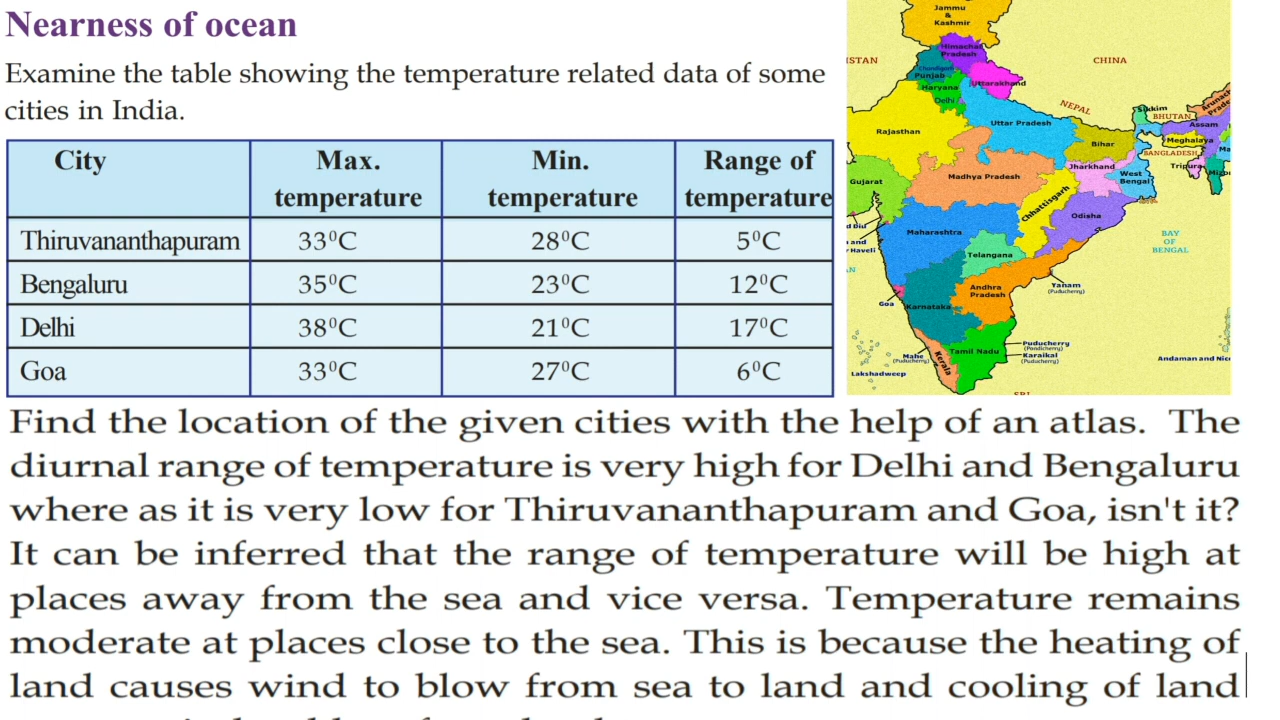 Nearness of ocean
Examine the table showing the temperature related data of some
cities in India.
City Max. temperature Min. temperature Range of temperature
Thiruvananthapuram 33⁰C 28⁰C 5⁰C
Bengaluru 35⁰C 23⁰C 12⁰C
Delhi 38⁰C 21⁰C 17⁰C
Goa 33⁰C 27⁰C 6⁰C
Jammu
&
Kashmir
Himachal
Pradesh
CHINA
Chandigarh
Punjab
Uttarakhand
Haryana
Delhi
NEPAL
Sikkim
BHUTAN
Rajasthan
Uttar Pradesh
Assam
Bihar
Meghalaya
BANGLADESH
Tripura
Gujarat
Madhya Pradesh
Jharkhand
West
Bengal
Chhattisgarh
Odisha
Maharashtra
BAY
OF
BENGAL
Telangana
Goa
Karnataka
Andhra
Pradesh
Yanam
(Puducherry)
Mahe
(Puducherry)
Kerala
Tamil Nadu
Puducherry
(Pondicherry)
Karaikal
(Puducherry)
Lakshadweep
Andaman and
Find the location of the given cities with the help of an atlas. The
diurnal range of temperature is very high for Delhi and Bengaluru
where as it is very low for Thiruvananthapuram and Goa, isn't it?
It can be inferred that the range of temperature will be high at
places away from the sea and vice versa. Temperature remains
moderate at places close to the sea. This is because the heating of
land causes wind to blow from sea to land and cooling of land